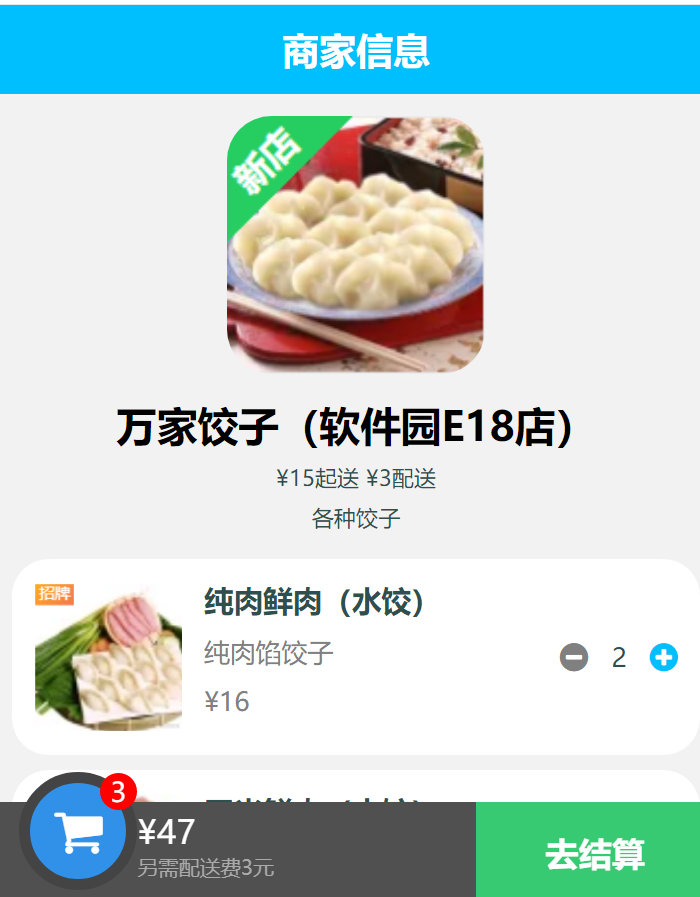 商家信息
新店
万家饺子（软件园E18店）
¥15起送 ¥3配送
各种饺子
招牌
纯肉鲜肉（水饺）
纯肉馅饺子
2
¥16
3
¥47
另需配送费3元
去结算